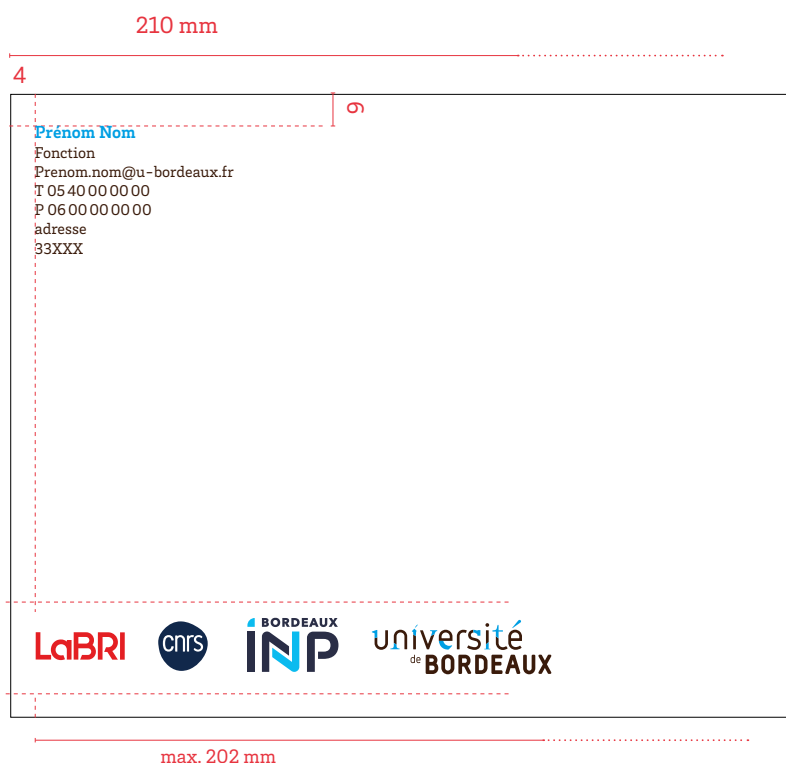 210 mm
4
9
Prénom Nom
Fonction
Prenom.nom@u-bordeaux.fr
T 05 40 00 00 00
P 06 00 00 00 00
adresse
33XXX
LaBRI
cnrs
BORDEAUX
INP
université
de BORDEAUX
max. 202 mm